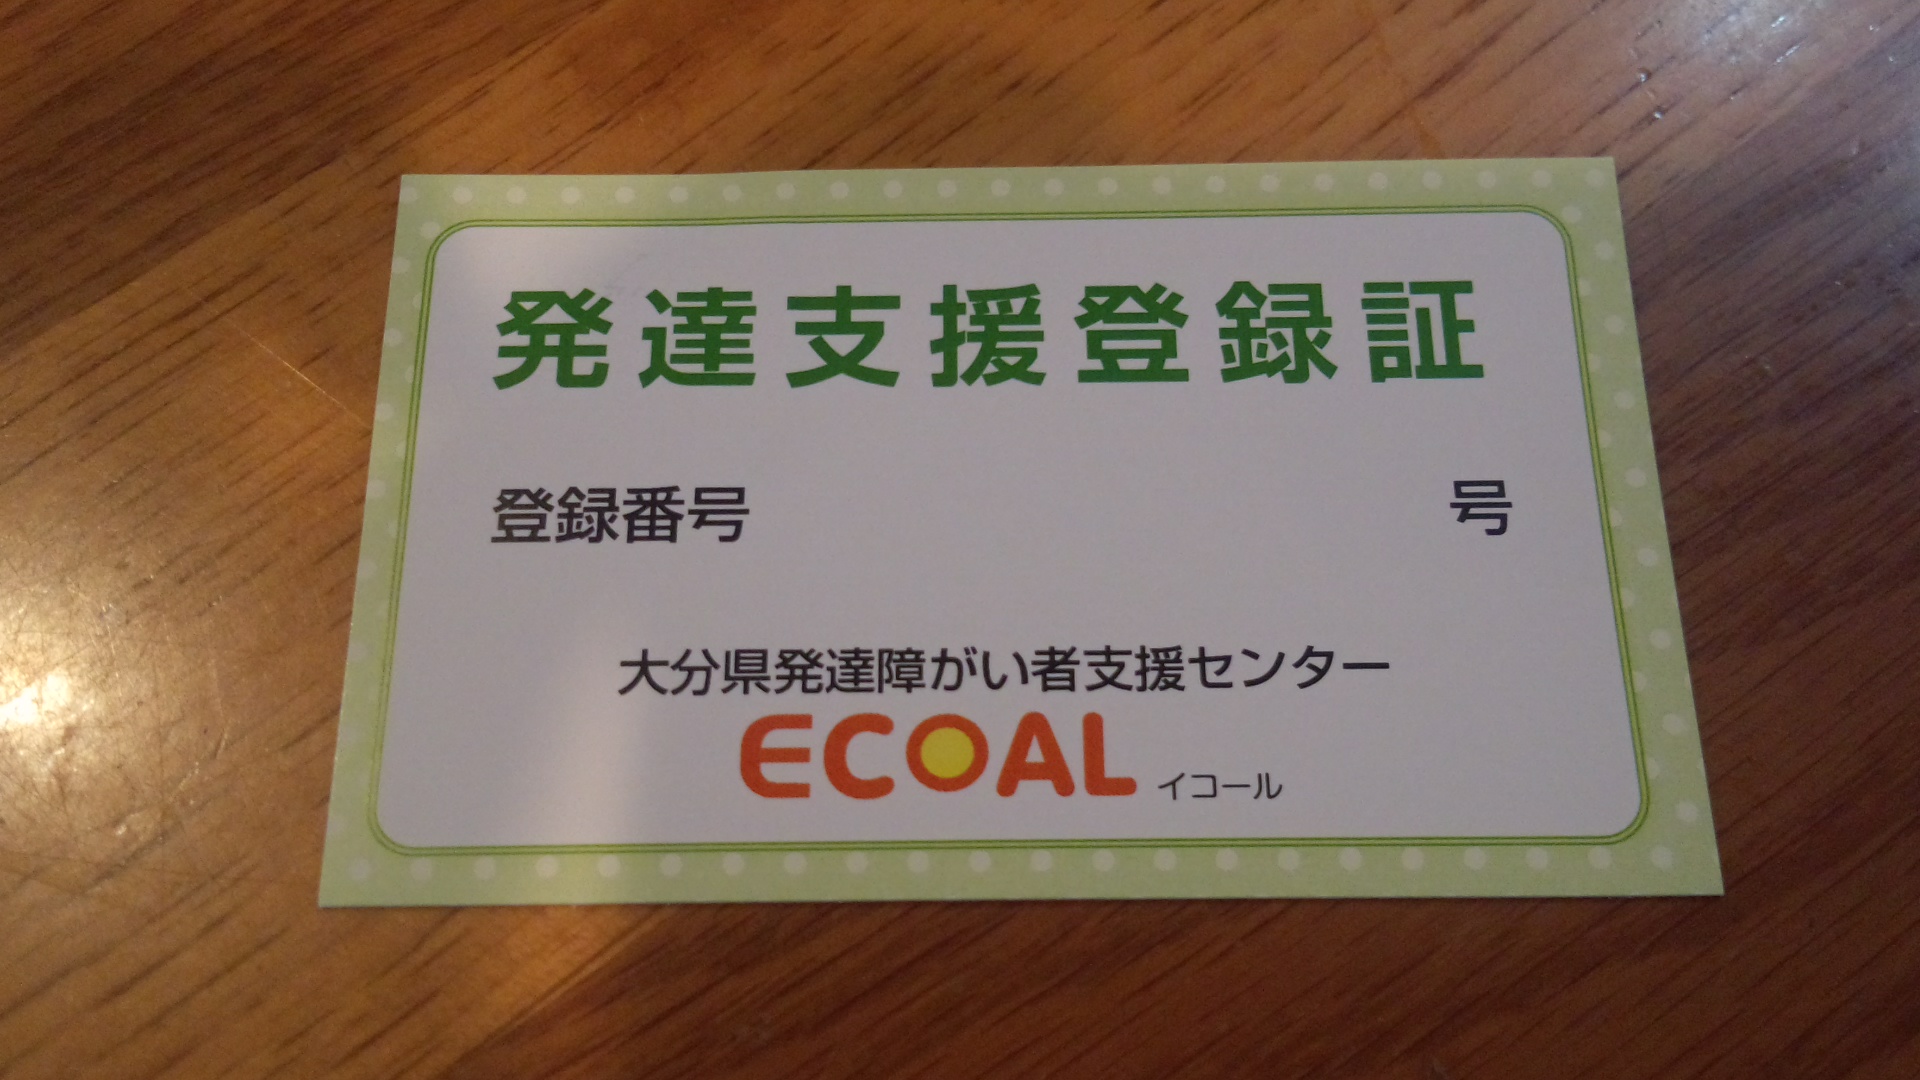 発達支援登録証
登録番号 号
大分県発達障がい者支援センター
ECOAL イコール